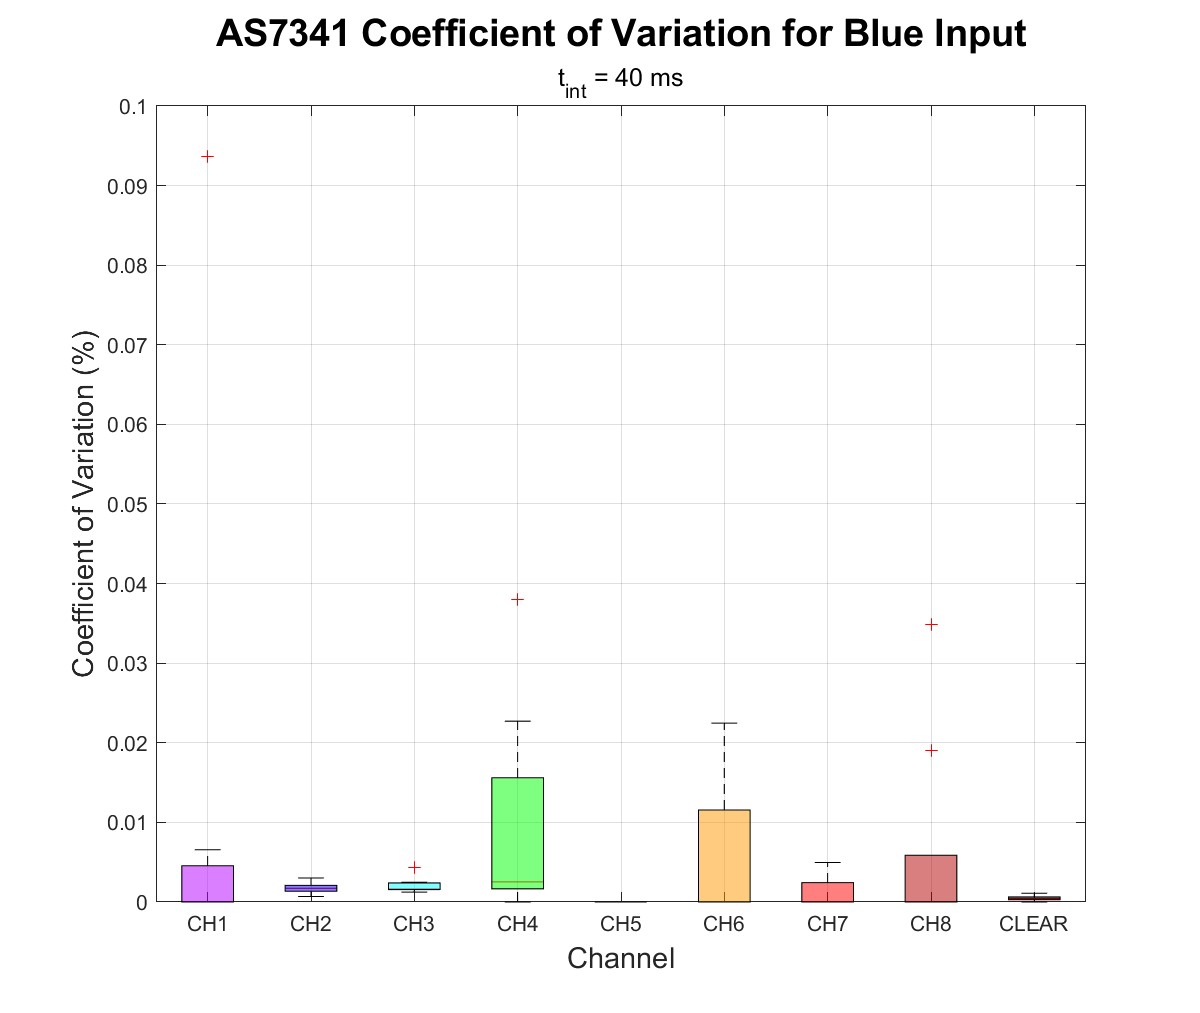 AS7341 Coefficient of Variation for Blue Input
t_int = 40 ms
Coefficient of Variation (%)
0.1
0.09
0.08
0.07
0.06
0.05
0.04
0.03
0.02
0.01
0
CH1 CH2 CH3 CH4 CH5 CH6 CH7 CH8 CLEAR
Channel